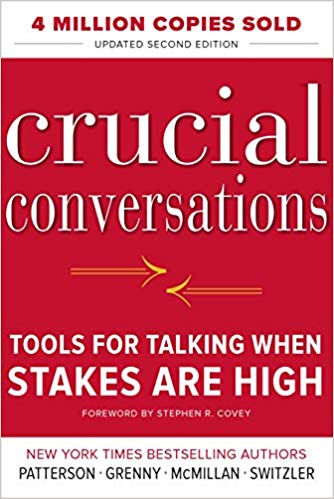 4 MILLION COPIES SOLD
UPDATED SECOND EDITION
crucial
conversations
TOOLS FOR TALKING WHEN
STAKES ARE HIGH
FOREWORD BY STEPHEN R. COVEY
NEW YORK TIMES BESTSELLING AUTHORS
PATTERSON · GRENNY · McMILLAN · SWITZLER